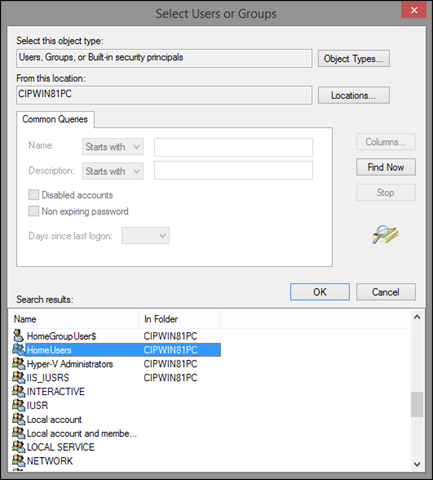 Select Users or Groups
Select this object type:
Users, Groups, or Built-in security principals
Object Types...
From this location:
CIPWIN81PC
Locations...
Common Queries
Name:
Starts with
Columns...
Description:
Starts with
Find Now
Disabled accounts
Stop
Non expiring password
Days since last logon:
OK
Cancel
Search results:
Name In Folder
HomeGroupUser$ CIPWIN81PC
HomeUsers CIPWIN81PC
Hyper-V Administrators CIPWIN81PC
IIS_IUSRS CIPWIN81PC
INTERACTIVE
IUSR
Local account
Local account and membe...
LOCAL SERVICE
NETWORK